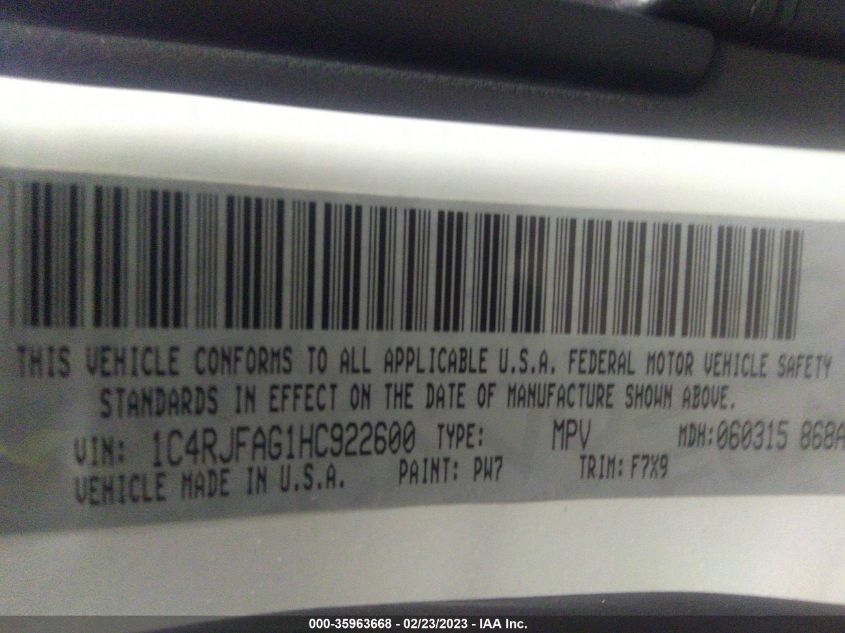 THIS VEHICLE CONFORMS TO ALL APPLICABLE U.S.A. FEDERAL MOTOR VEHICLE SAFETY
STANDARDS IN EFFECT ON THE DATE OF MANUFACTURE SHOWN ABOVE.
VIN: 1C4RJFAG1HC922600 TYPE: MPV MDH:060315 868A
VEHICLE MADE IN U.S.A. PAINT: PW7 TRIM: F7X9
000-35963668 - 02/23/2023 - IAA Inc.